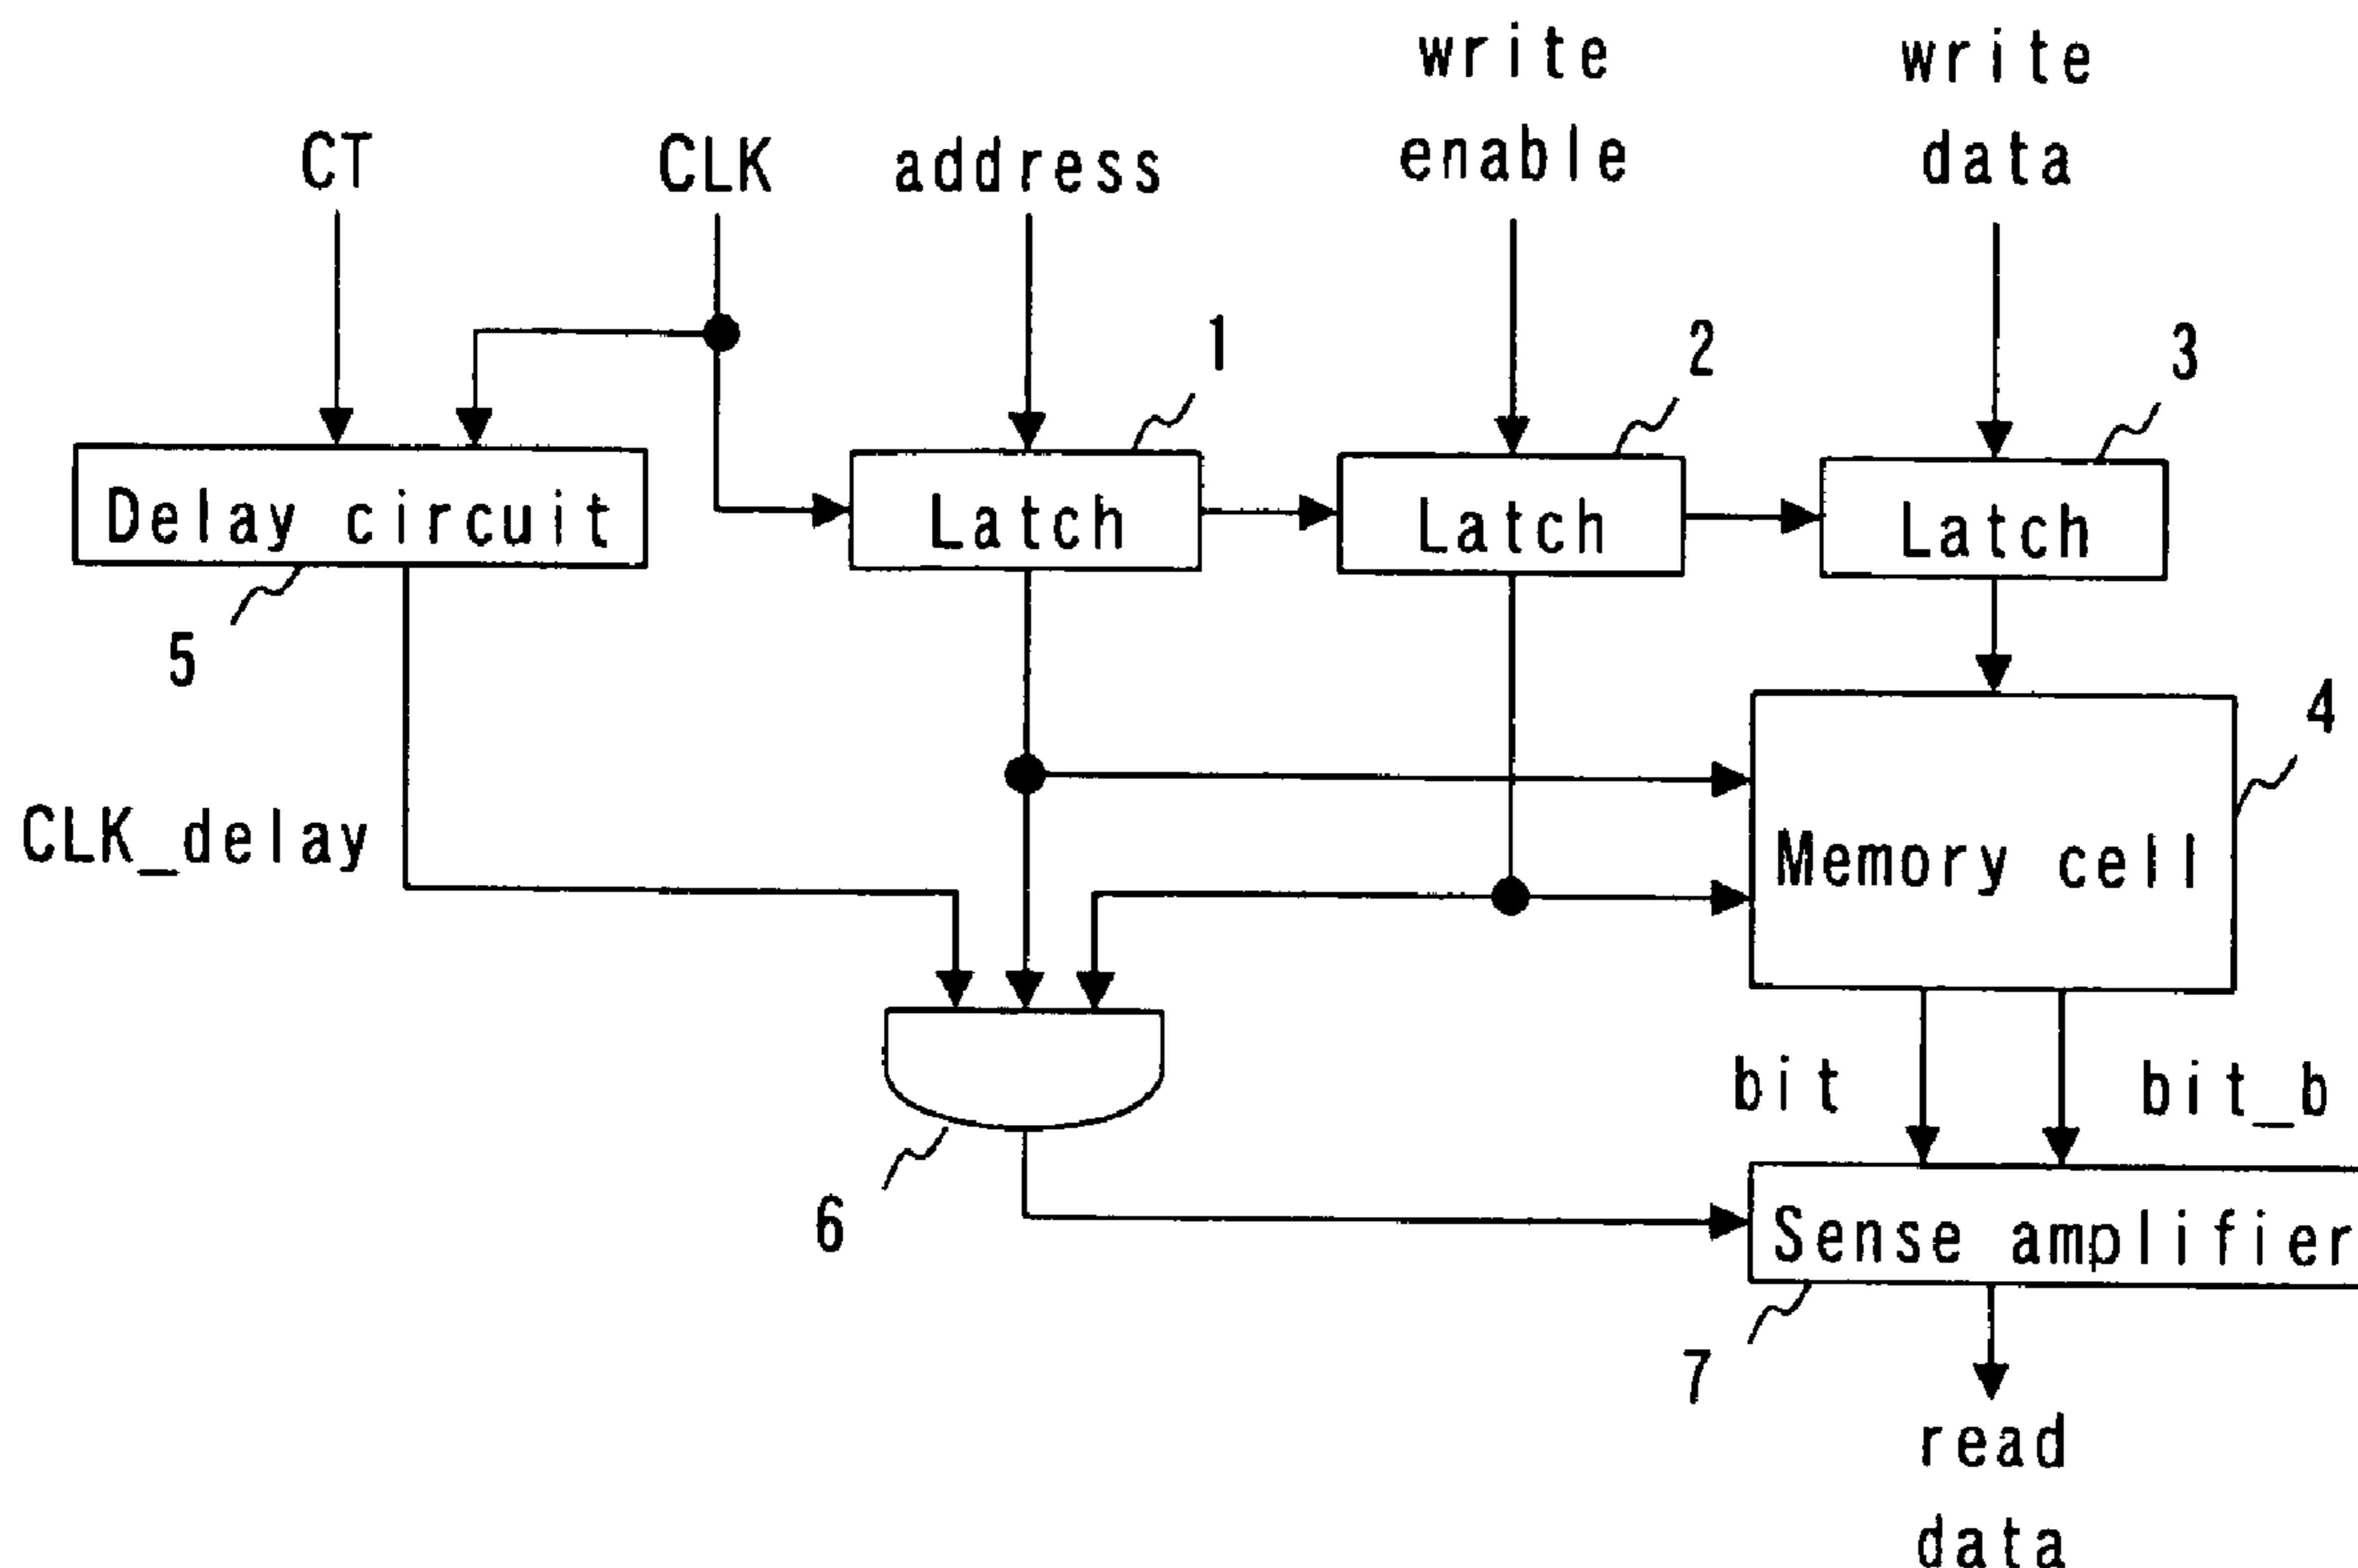 write
enable
write
data
CT
CLK
address
1
2
3
Delay circuit
Latch
Latch
Latch
5
4
CLK_delay
Memory cell
bit
bit_b
6
Sense amplifier
7
read
data